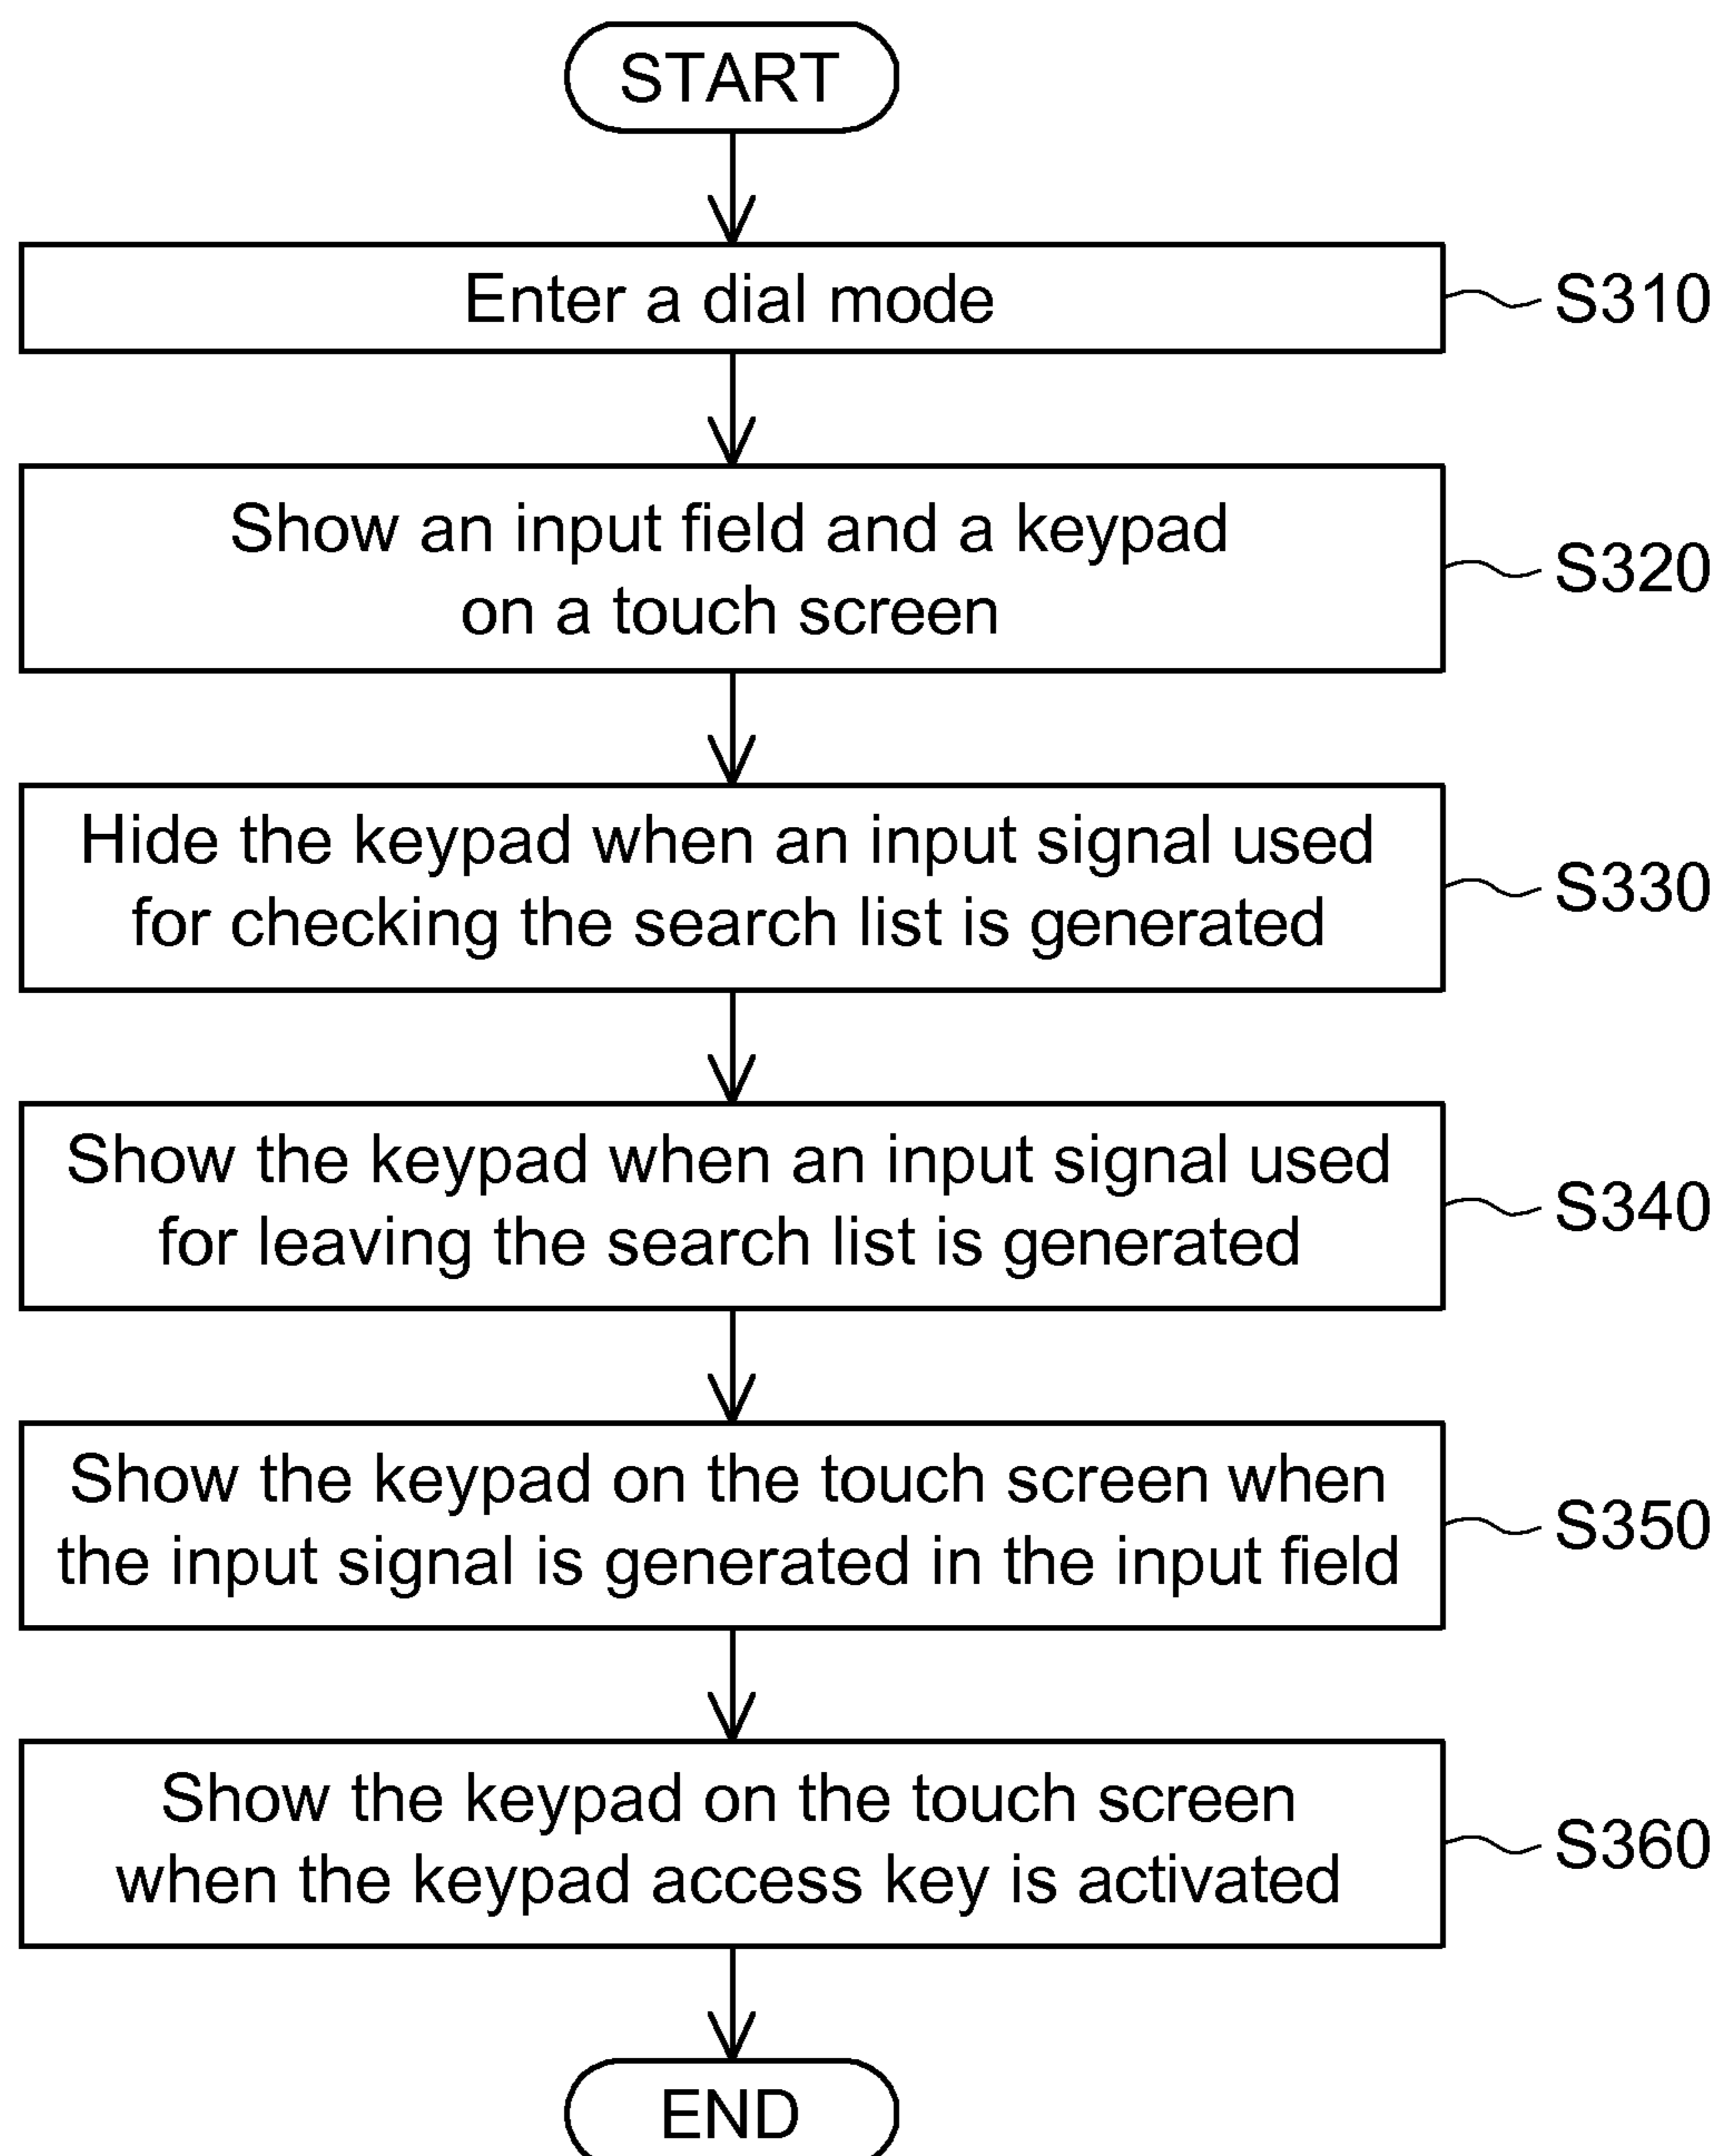 START
Enter a dial mode
S310
Show an input field and a keypad
on a touch screen
S320
Hide the keypad when an input signal used
for checking the search list is generated
S330
Show the keypad when an input signal used
for leaving the search list is generated
S340
Show the keypad on the touch screen when
the input signal is generated in the input field
S350
Show the keypad on the touch screen
when the keypad access key is activated
S360
END